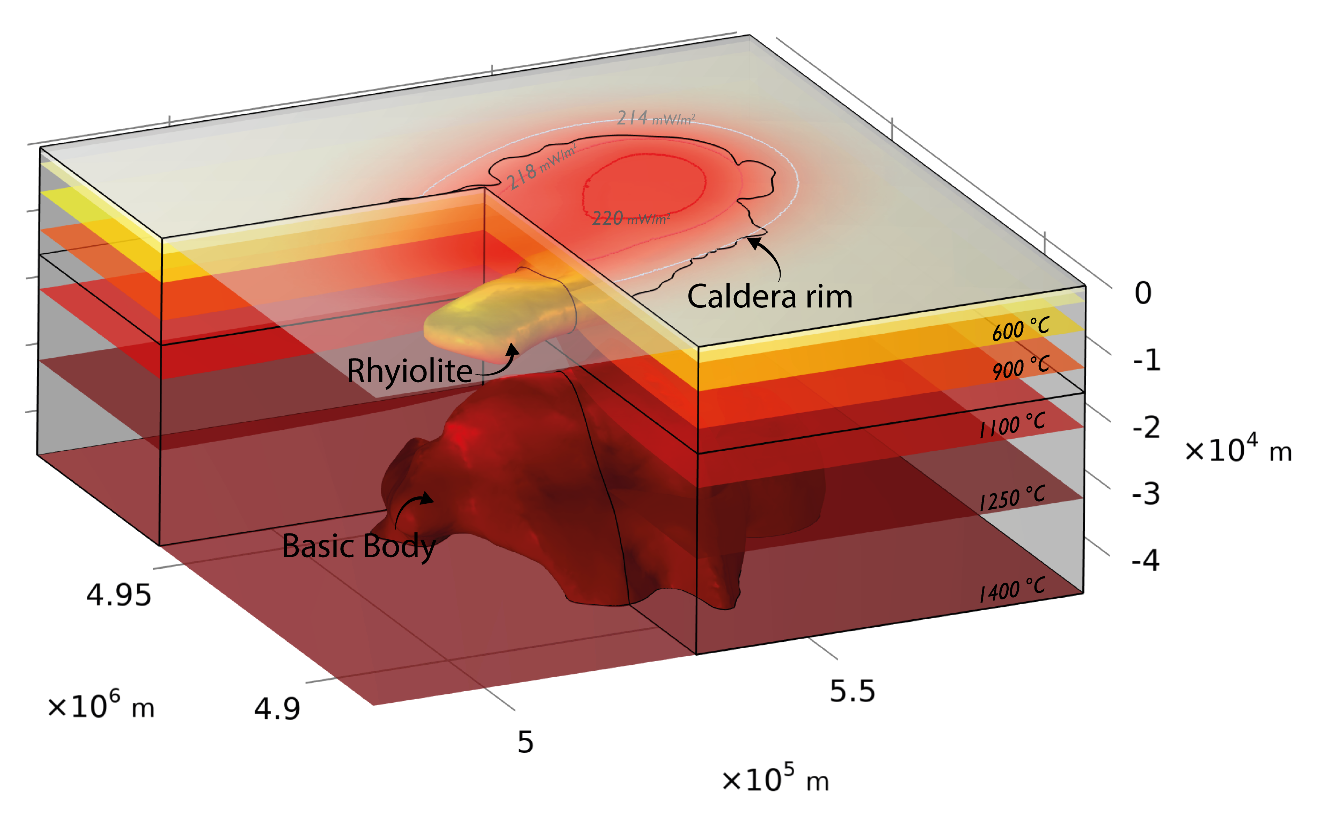 214 mW/m²
218 mW/m²
220 mW/m²
Caldera rim
Rhyiolite
Basic Body
600 °C
900 °C
1100 °C
1250 °C
1400 °C
0
-1
-2
-3
-4
×10⁴ m
4.95
4.9
×10⁶ m
5
5.5
×10⁵ m